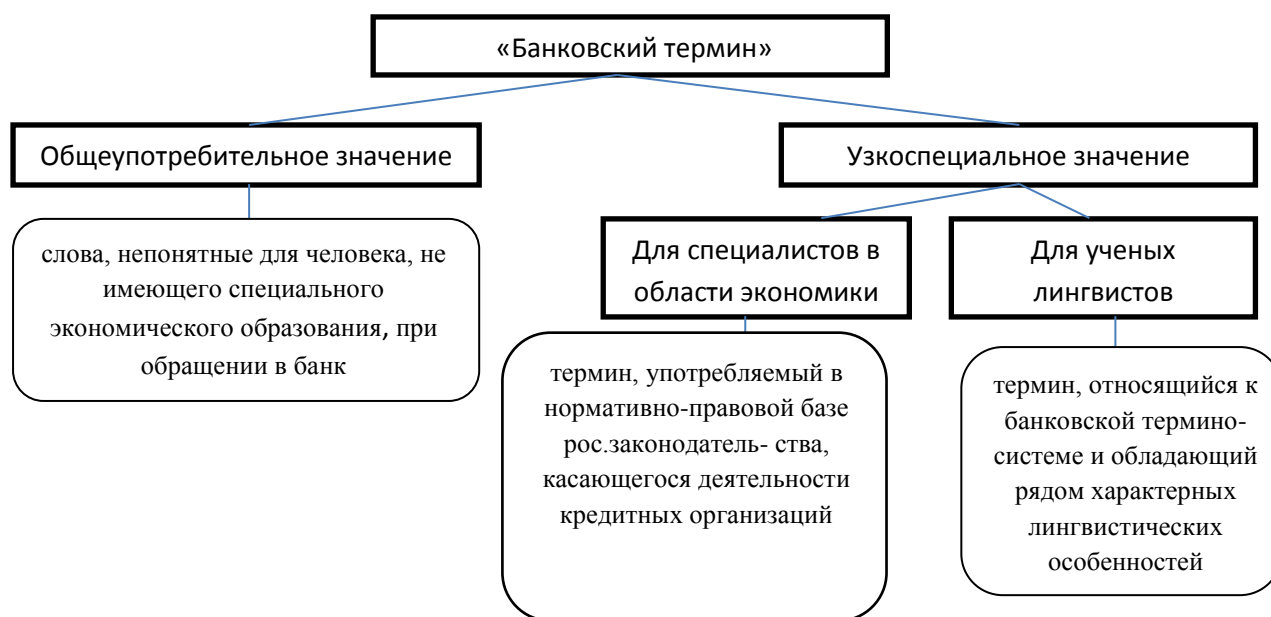 «Банковский термин»
Общеупотребительное значение
Узкоспециальное значение
слова, непонятные для человека, не
имеющего специального
экономического образования, при
обращении в банк
Для специалистов в
области экономики
Для ученых
лингвистов
термин, употребляемый в
нормативно-правовой базе
рос.законодатель- ства,
касающегося деятельности
кредитных организаций
термин, относящийся к
банковской термино-
системе и обладающий
рядом характерных
лингвистических
особенностей